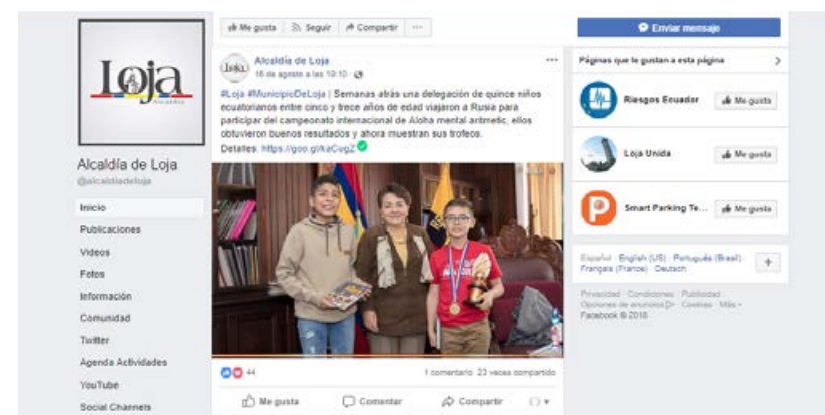 Me gusta Seguir Compartir ...
Enviar mensaje
Loja
Alcaldía
Alcaldía de Loja
@alcaldiadeloja
Inicio
Publicaciones
Videos
Fotos
Información
Comunidad
Twitter
Agenda Actividades
YouTube
Social Channels
Loja
Alcaldía de Loja
16 de agosto a las 19:10 ·
#Loja #MunicipioDeLoja | Semanas atrás una delegación de quince niños
ecuatorianos entre cinco y trece años de edad viajaron a Rusia para
participar del campeonato internacional de Aloha mental aritmetic, ellos
obtuvieron buenos resultados y ahora muestran sus trofeos.
Detalles: https://goo.gl/kaCugZ
44
1 comentario 23 veces compartido
Me gusta Comentar Compartir
Páginas que le gustan a esta página
Riesgos Ecuador Me gusta
Loja Unida Me gusta
Smart Parking Te... Me gusta
Español · English (US) · Português (Brasil) ·
Français (France) · Deutsch
Privacidad · Condiciones · Publicidad ·
Opciones de anuncios · Cookies · Más
Facebook © 2018